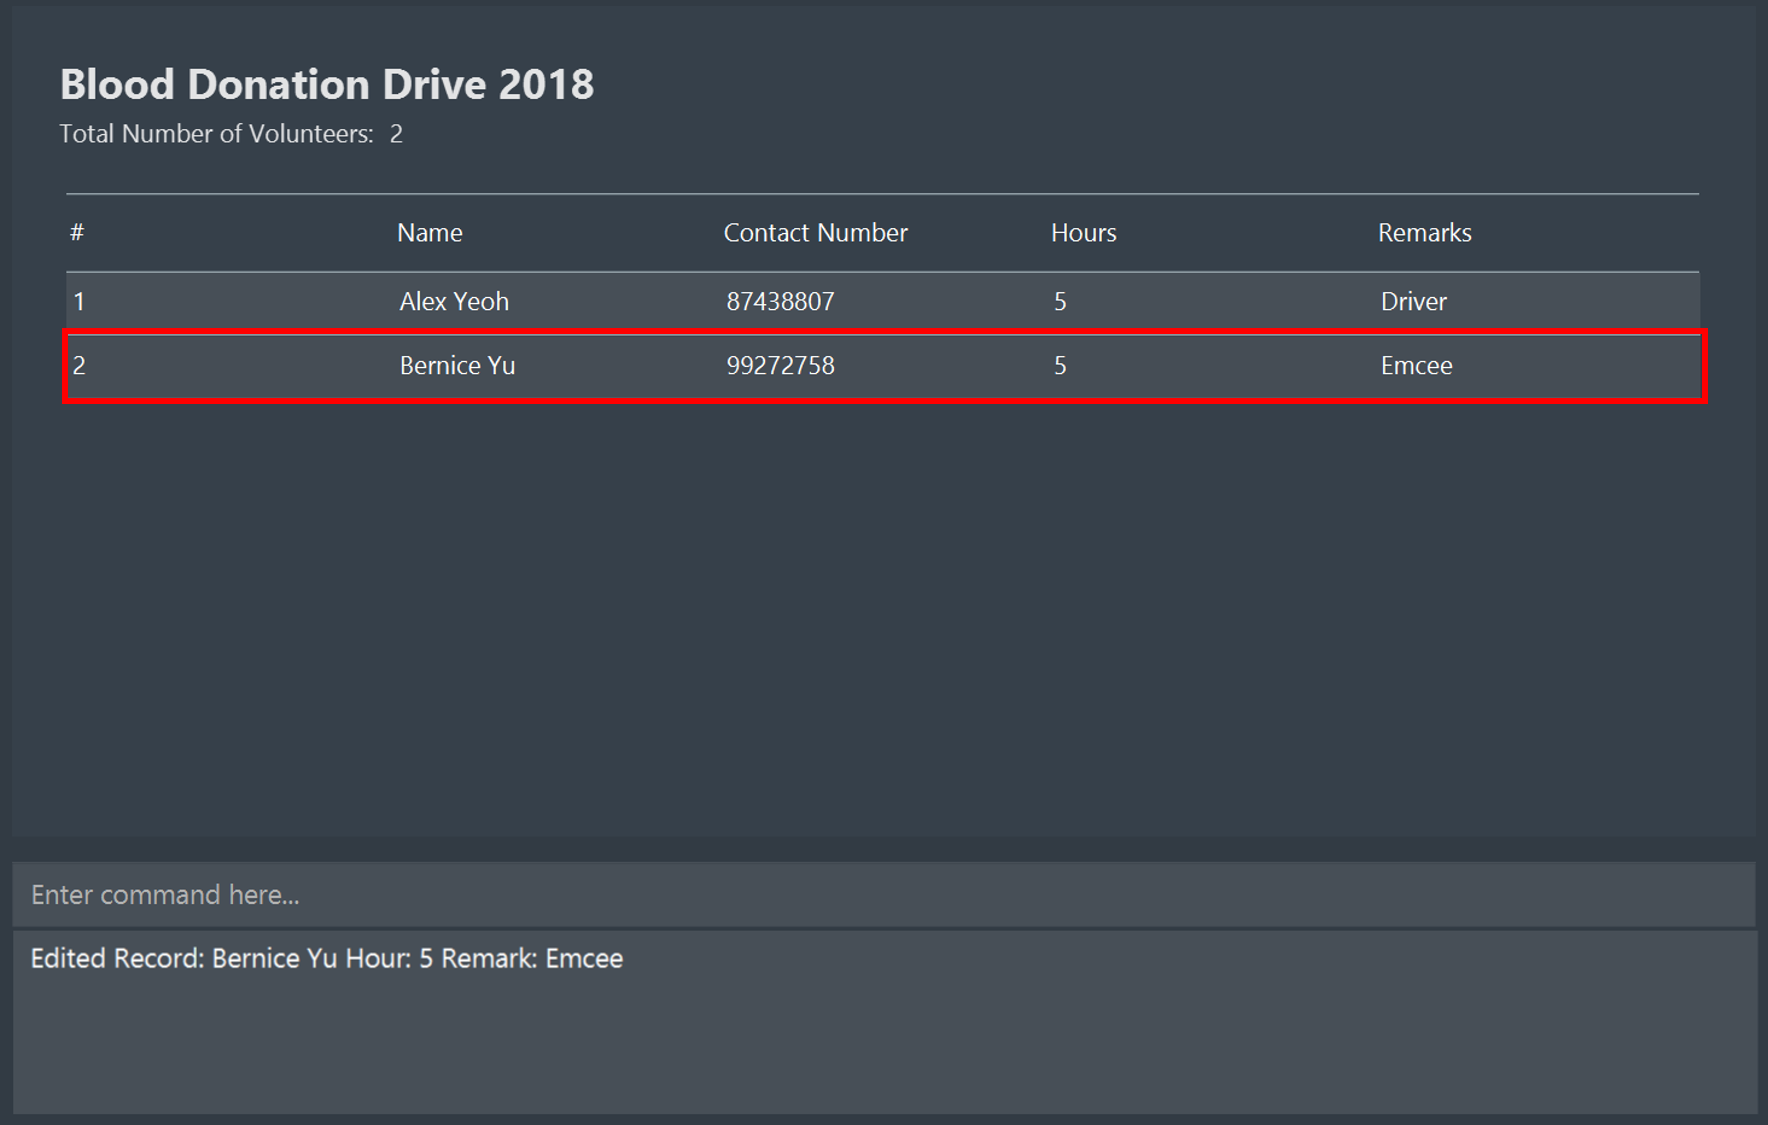 Blood Donation Drive 2018
Total Number of Volunteers: 2
# Name Contact Number Hours Remarks
1 Alex Yeoh 87438807 5 Driver
2 Bernice Yu 99272758 5 Emcee
Enter command here...
Edited Record: Bernice Yu Hour: 5 Remark: Emcee